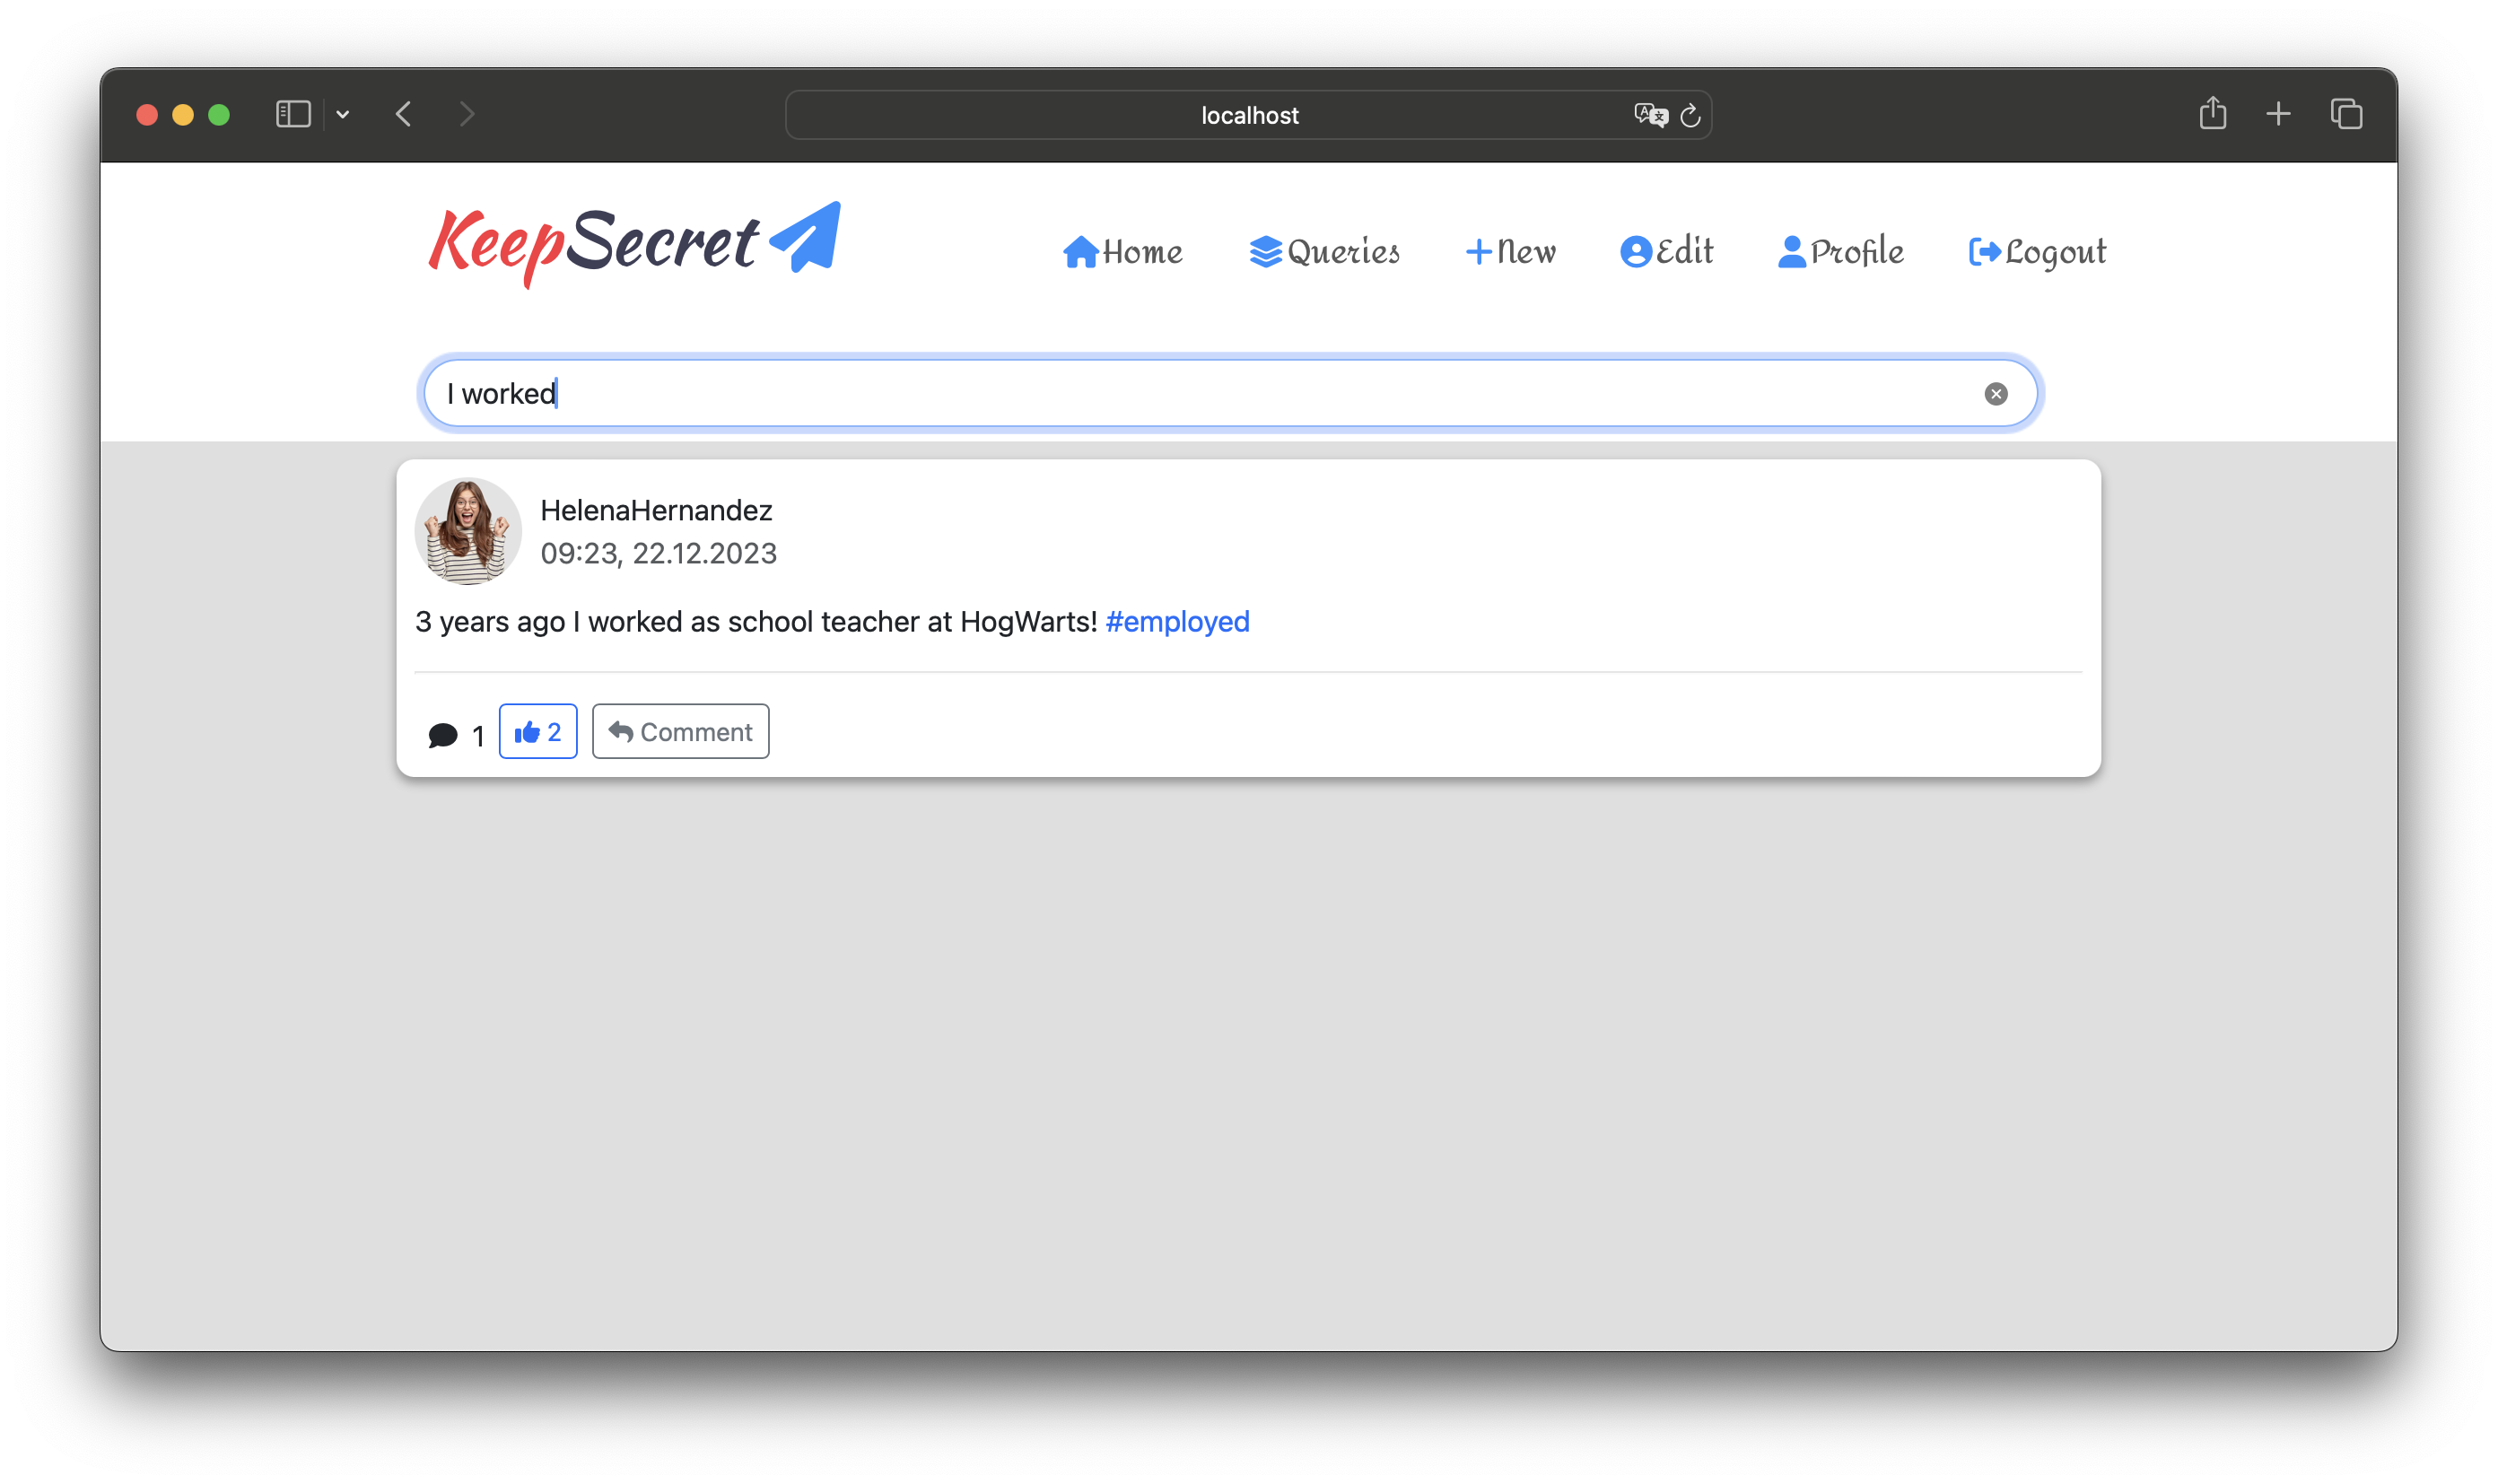 localhost
KeepSecret
Home Queries New Edit Profile Logout
I worked
HelenaHernandez
09:23, 22.12.2023
3 years ago I worked as school teacher at HogWarts! #employed
1 2 Comment